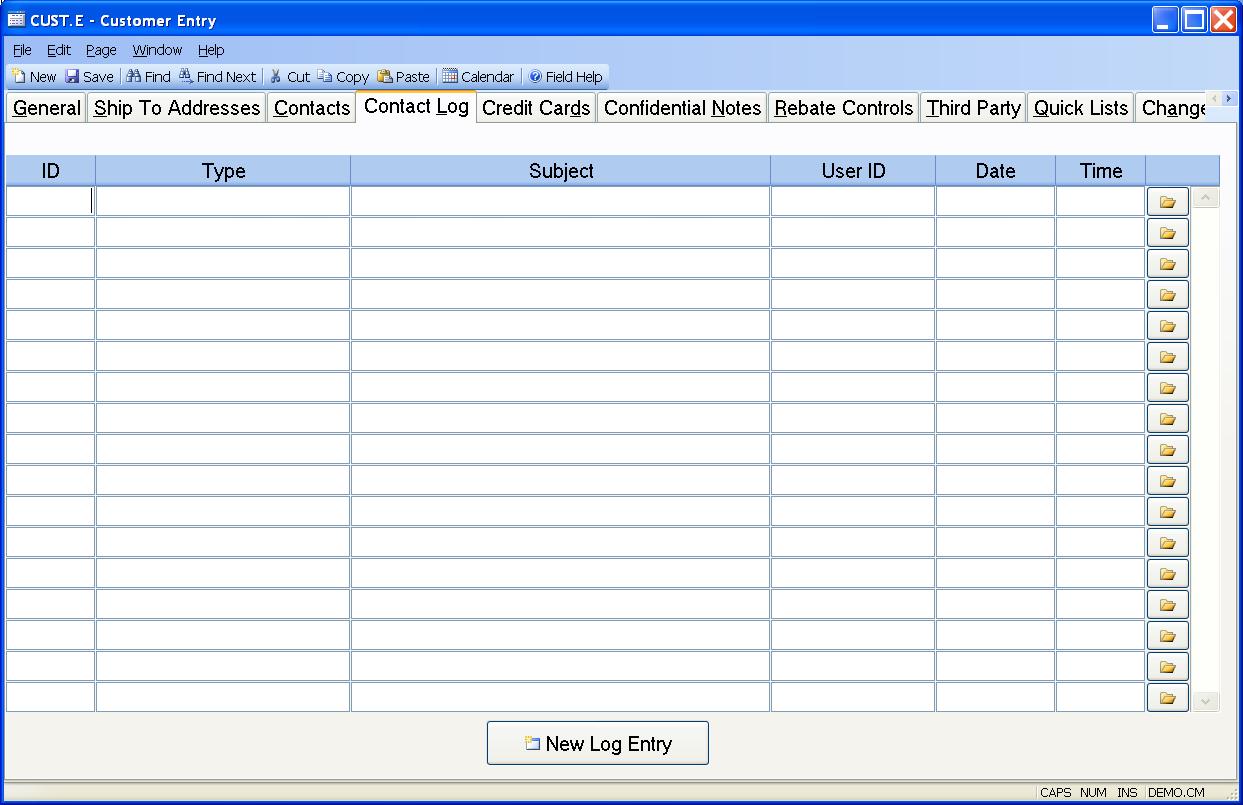 CUST.E - Customer Entry
File Edit Page Window Help
New Save Find Find Next Cut Copy Paste Calendar Field Help
General Ship To Addresses Contacts Contact Log Credit Cards Confidential Notes Rebate Controls Third Party Quick Lists Change
ID Type Subject User ID Date Time
New Log Entry
CAPS NUM INS DEMO.CM